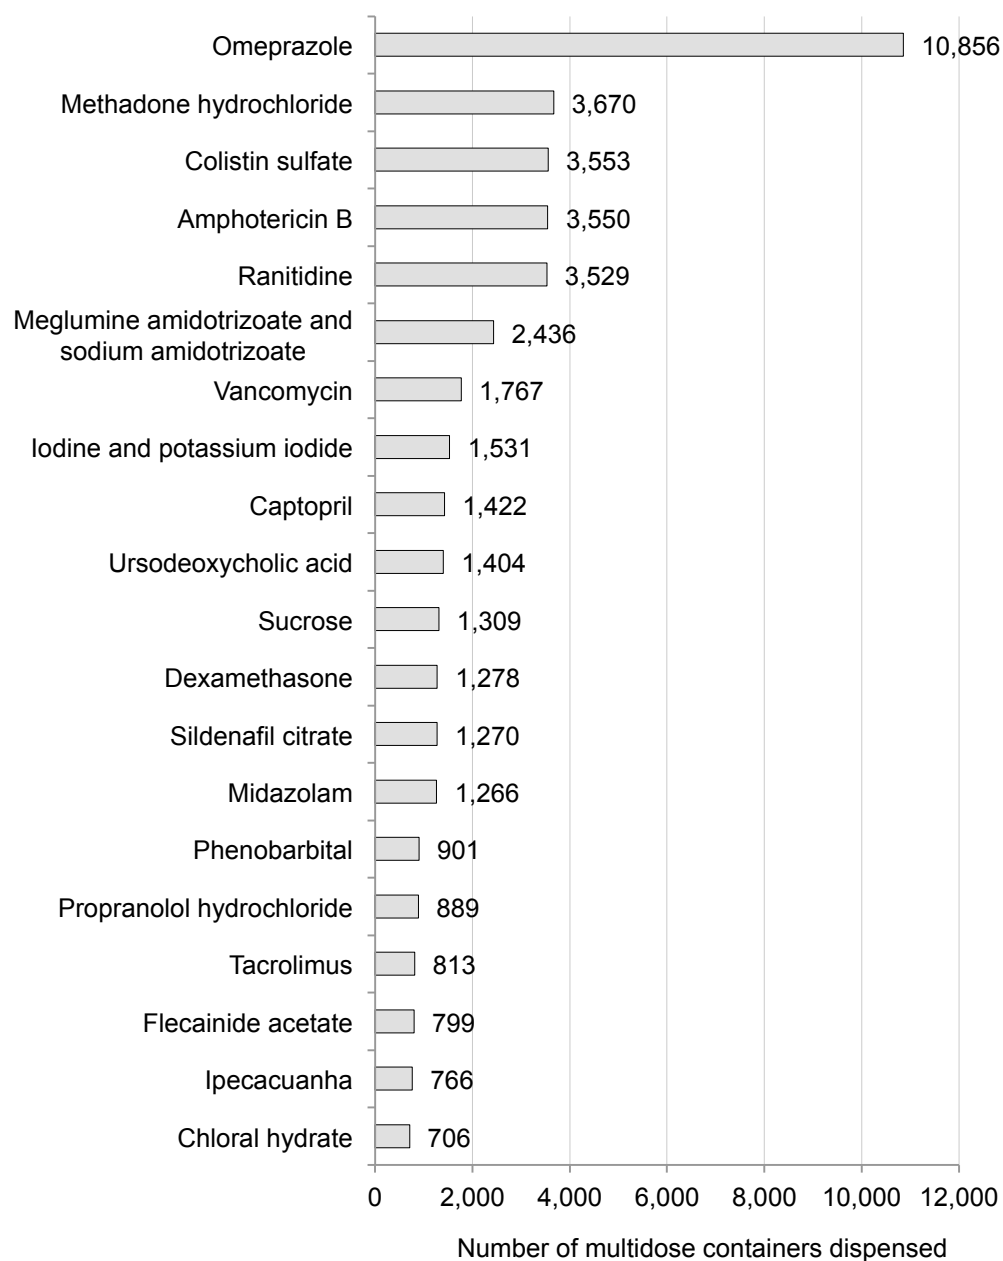 Omeprazole 10,856
Methadone hydrochloride 3,670
Colistin sulfate 3,553
Amphotericin B 3,550
Ranitidine 3,529
Meglumine amidotrizoate and
sodium amidotrizoate 2,436
Vancomycin 1,767
Iodine and potassium iodide 1,531
Captopril 1,422
Ursodeoxycholic acid 1,404
Sucrose 1,309
Dexamethasone 1,278
Sildenafil citrate 1,270
Midazolam 1,266
Phenobarbital 901
Propranolol hydrochloride 889
Tacrolimus 813
Flecainide acetate 799
Ipecacuanha 766
Chloral hydrate 706
0 2,000 4,000 6,000 8,000 10,000 12,000
Number of multidose containers dispensed